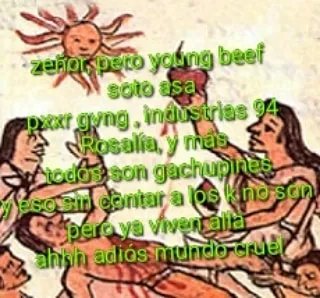 zeñor, pero young beef
soto asa
pxxr gvng , industrias 94
Rosalía, y más
todos son gachupines
y eso sin contar a los k no son
pero ya viven alla
ahhh adiós mundo cruel